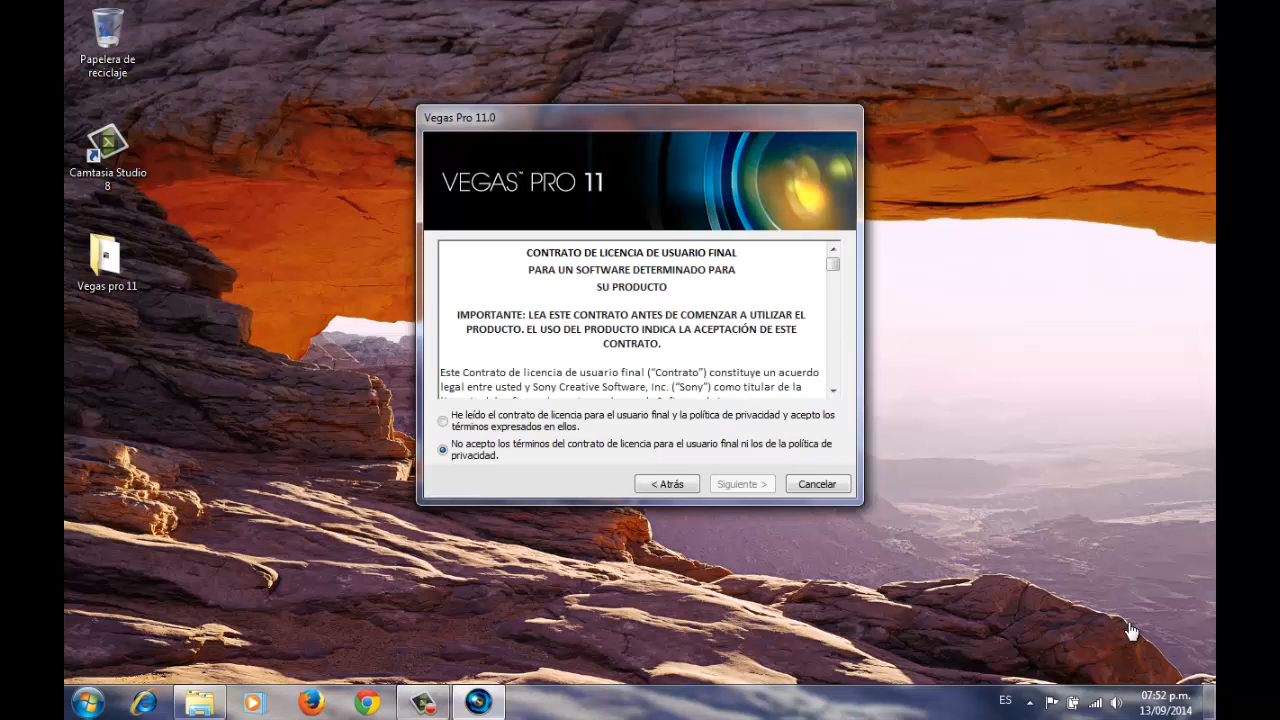 Papelera de
reciclaje
Camtasia Studio
8
Vegas pro 11
Vegas Pro 11.0
VEGAS™ PRO 11
CONTRATO DE LICENCIA DE USUARIO FINAL
PARA UN SOFTWARE DETERMINADO PARA
SU PRODUCTO
IMPORTANTE: LEA ESTE CONTRATO ANTES DE COMENZAR A UTILIZAR EL
PRODUCTO. EL USO DEL PRODUCTO INDICA LA ACEPTACIÓN DE ESTE
CONTRATO.
Este Contrato de licencia de usuario final (“Contrato”) constituye un acuerdo
legal entre usted y Sony Creative Software, Inc. (“Sony”) como titular de la
He leído el contrato de licencia para el usuario final y la política de privacidad y acepto los
términos expresados en ellos.
No acepto los términos del contrato de licencia para el usuario final ni los de la política de
privacidad.
< Atrás
Siguiente >
Cancelar
ES
07:52 p.m.
13/09/2014